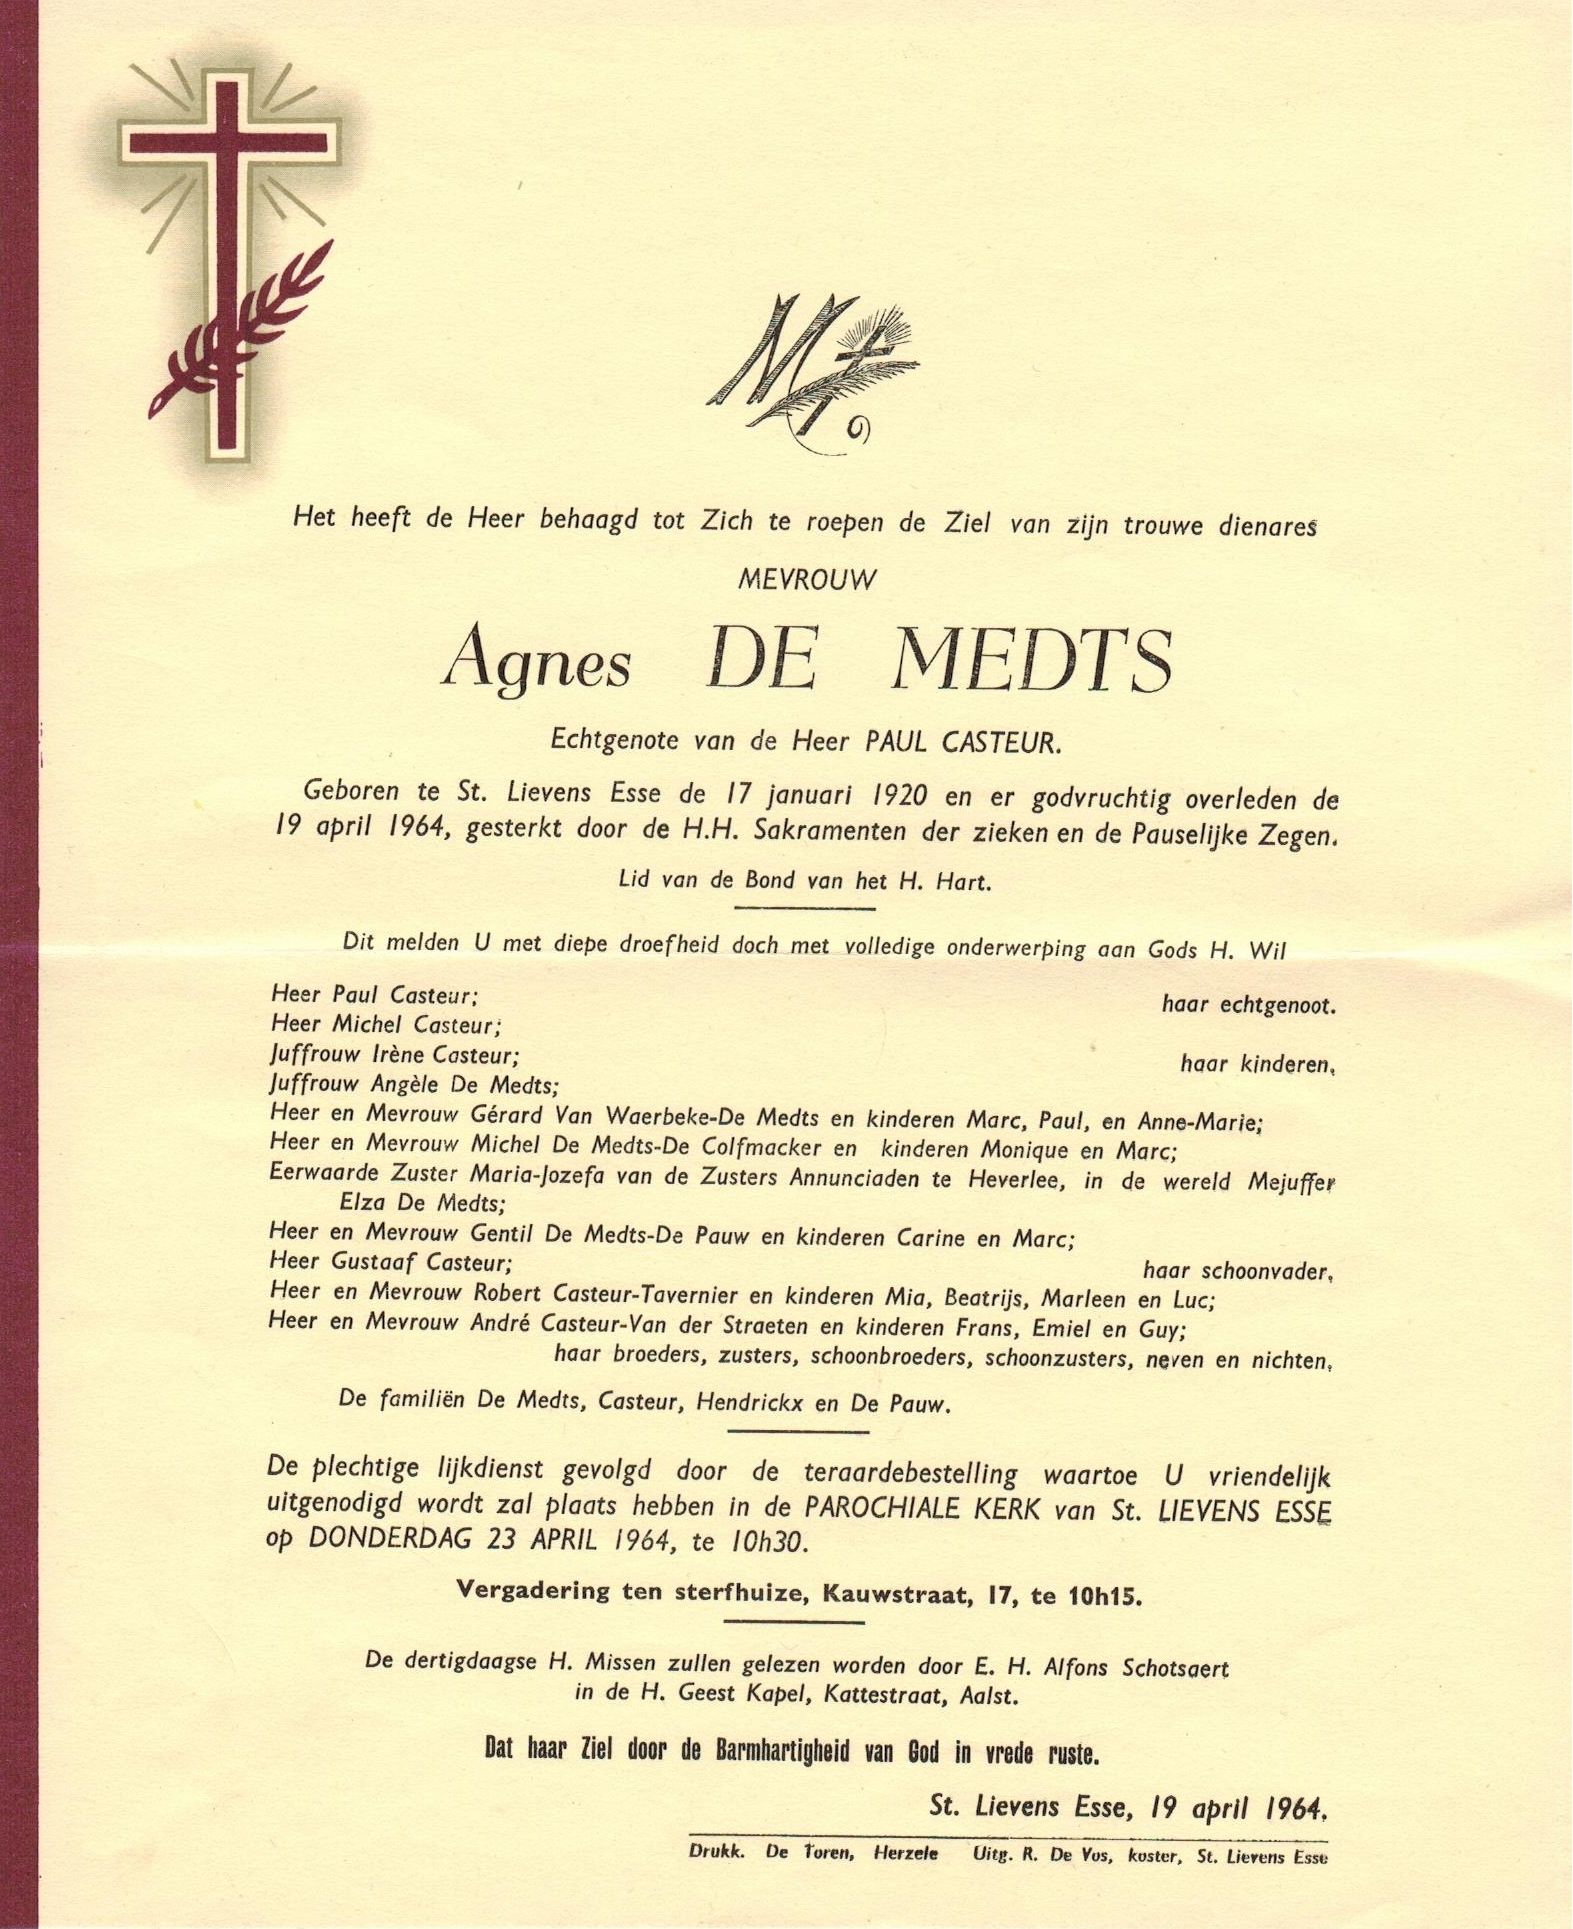 M
Het heeft de Heer behaagd tot Zich te roepen de Ziel van zijn trouwe dienares
MEVROUW
Agnes DE MEDTS
Echtgenote van de Heer PAUL CASTEUR.
Geboren te St. Lievens Esse de 17 januari 1920 en er godvruchtig overleden de
19 april 1964, gesterkt door de H.H. Sakramenten der zieken en de Pauselijke Zegen.
Lid van de Bond van het H. Hart.
Dit melden U met diepe droefheid doch met volledige onderwerping aan Gods H. Wil
Heer Paul Casteur; haar echtgenoot.
Heer Michel Casteur;
Juffrouw Irène Casteur; haar kinderen,
Juffrouw Angèle De Medts;
Heer en Mevrouw Gérard Van Waerbeke-De Medts en kinderen Marc, Paul, en Anne-Marie;
Heer en Mevrouw Michel De Medts-De Colfmacker en kinderen Monique en Marc;
Eerwaarde Zuster Maria-Jozefa van de Zusters Annunciaden te Heverlee, in de wereld Mejuffer
Elza De Medts;
Heer en Mevrouw Gentil De Medts-De Pauw en kinderen Carine en Marc;
Heer Gustaaf Casteur; haar schoonvader,
Heer en Mevrouw Robert Casteur-Tavernier en kinderen Mia, Beatrijs, Marleen en Luc;
Heer en Mevrouw André Casteur-Van der Straeten en kinderen Frans, Emiel en Guy;
haar broeders, zusters, schoonbroeders, schoonzusters, neven en nichten,
De familiën De Medts, Casteur, Hendrickx en De Pauw.
De plechtige lijkdienst gevolgd door de teraardebestelling waartoe U vriendelijk
uitgenodigd wordt zal plaats hebben in de PAROCHIALE KERK van St. LIEVENS ESSE
op DONDERDAG 23 APRIL 1964, te 10h30.
Vergadering ten sterfhuize, Kauwstraat, 17, te 10h15.
De dertigdaagse H. Missen zullen gelezen worden door E. H. Alfons Schotsaert
in de H. Geest Kapel, Kattestraat, Aalst.
Dat haar Ziel door de Barmhartigheid van God in vrede ruste.
St. Lievens Esse, 19 april 1964.
Drukk. De Toren, Herzele Uitg. R. De Vos, koster, St. Lievens Esse